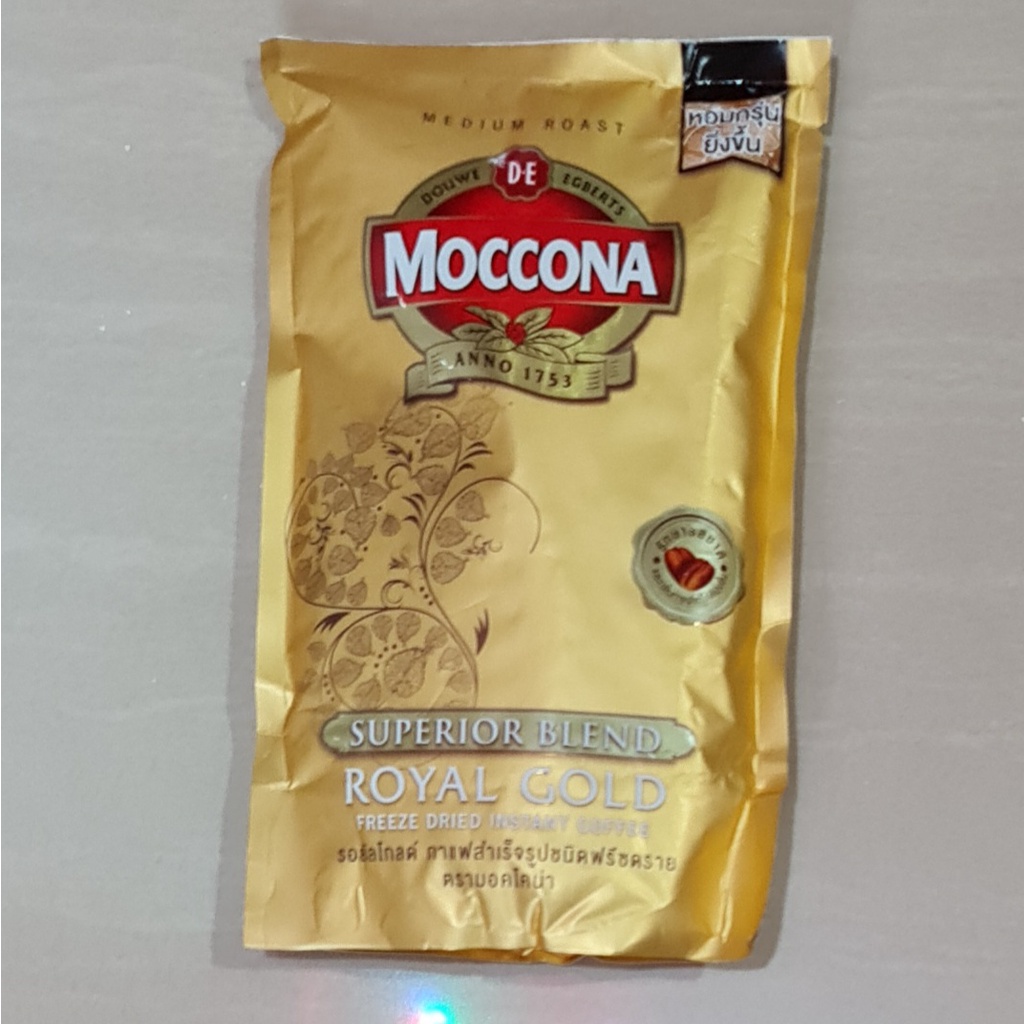 MEDIUM ROAST
หอมกรุ่น
ยิ่งขึ้น
D·E
DOUWE EGBERTS
MOCCONA
ANNO 1753
SUPERIOR BLEND
ROYAL GOLD
FREEZE DRIED INSTANT COFFEE
รอยัลโกลด์ กาแฟสำเร็จรูปชนิดฟรีซดราย
ตรามอคโคน่า